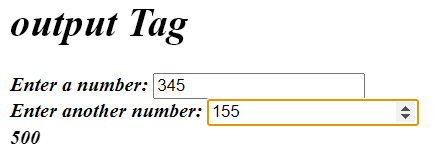 output Tag
Enter a number: 345
Enter another number: 155
500